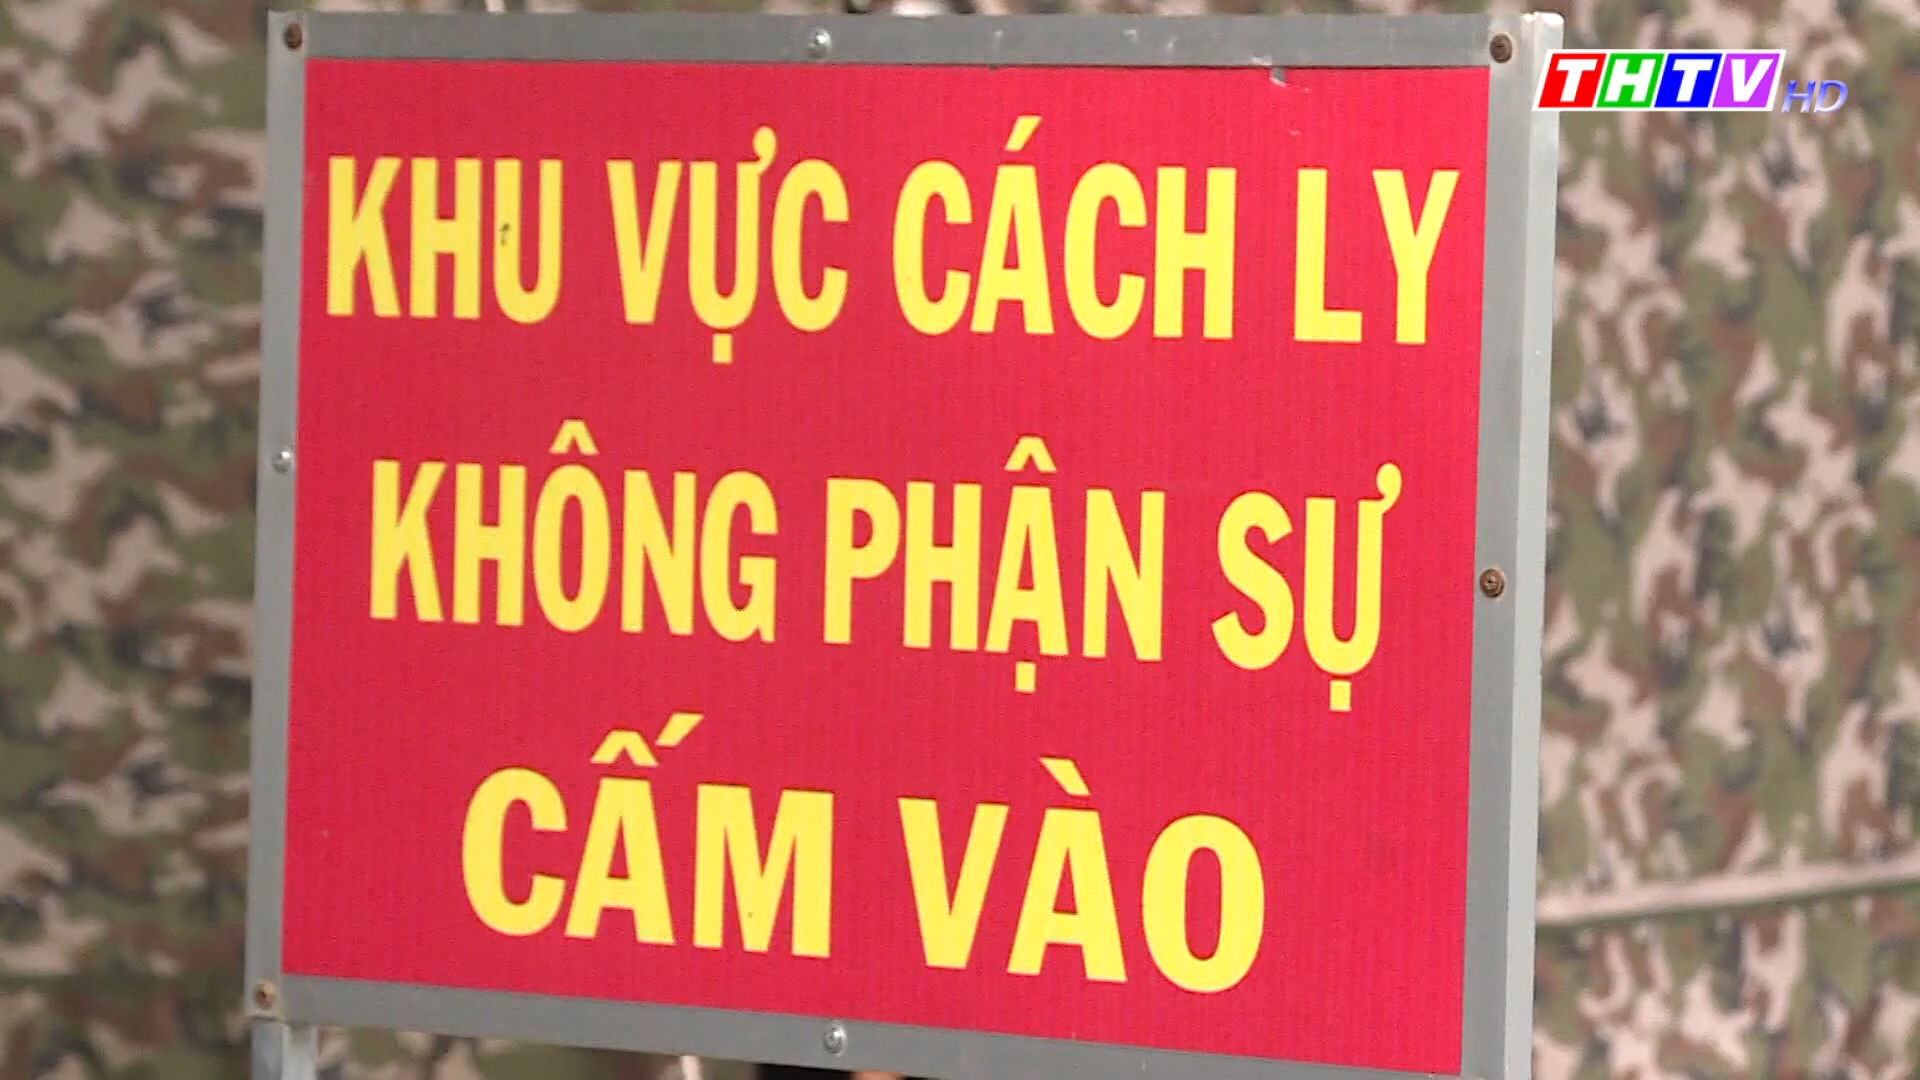 THTV HD
KHU VỰC CÁCH LY
KHÔNG PHẬN SỰ
CẤM VÀO